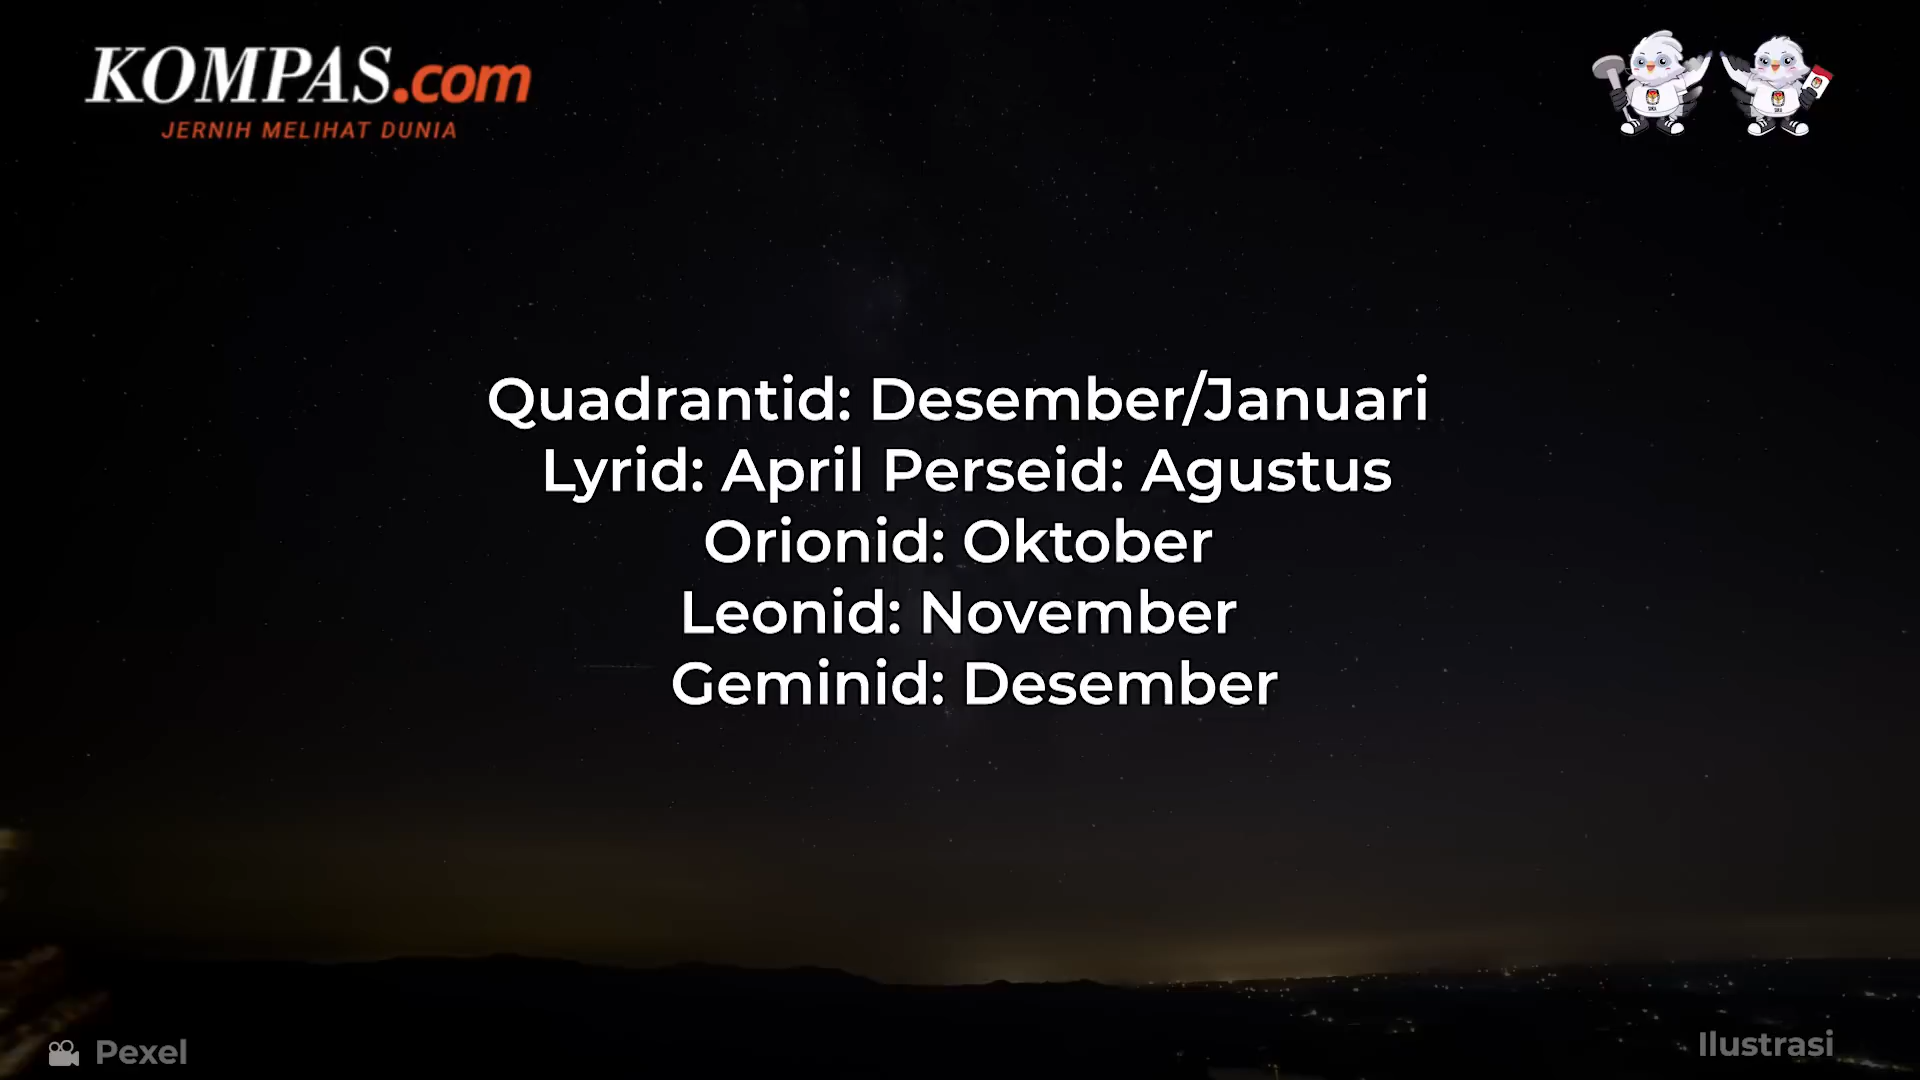 KOMPAS.com
JERNIH MELIHAT DUNIA
Quadrantid: Desember/Januari
Lyrid: April Perseid: Agustus
Orionid: Oktober
Leonid: November
Geminid: Desember
Pexel
Ilustrasi